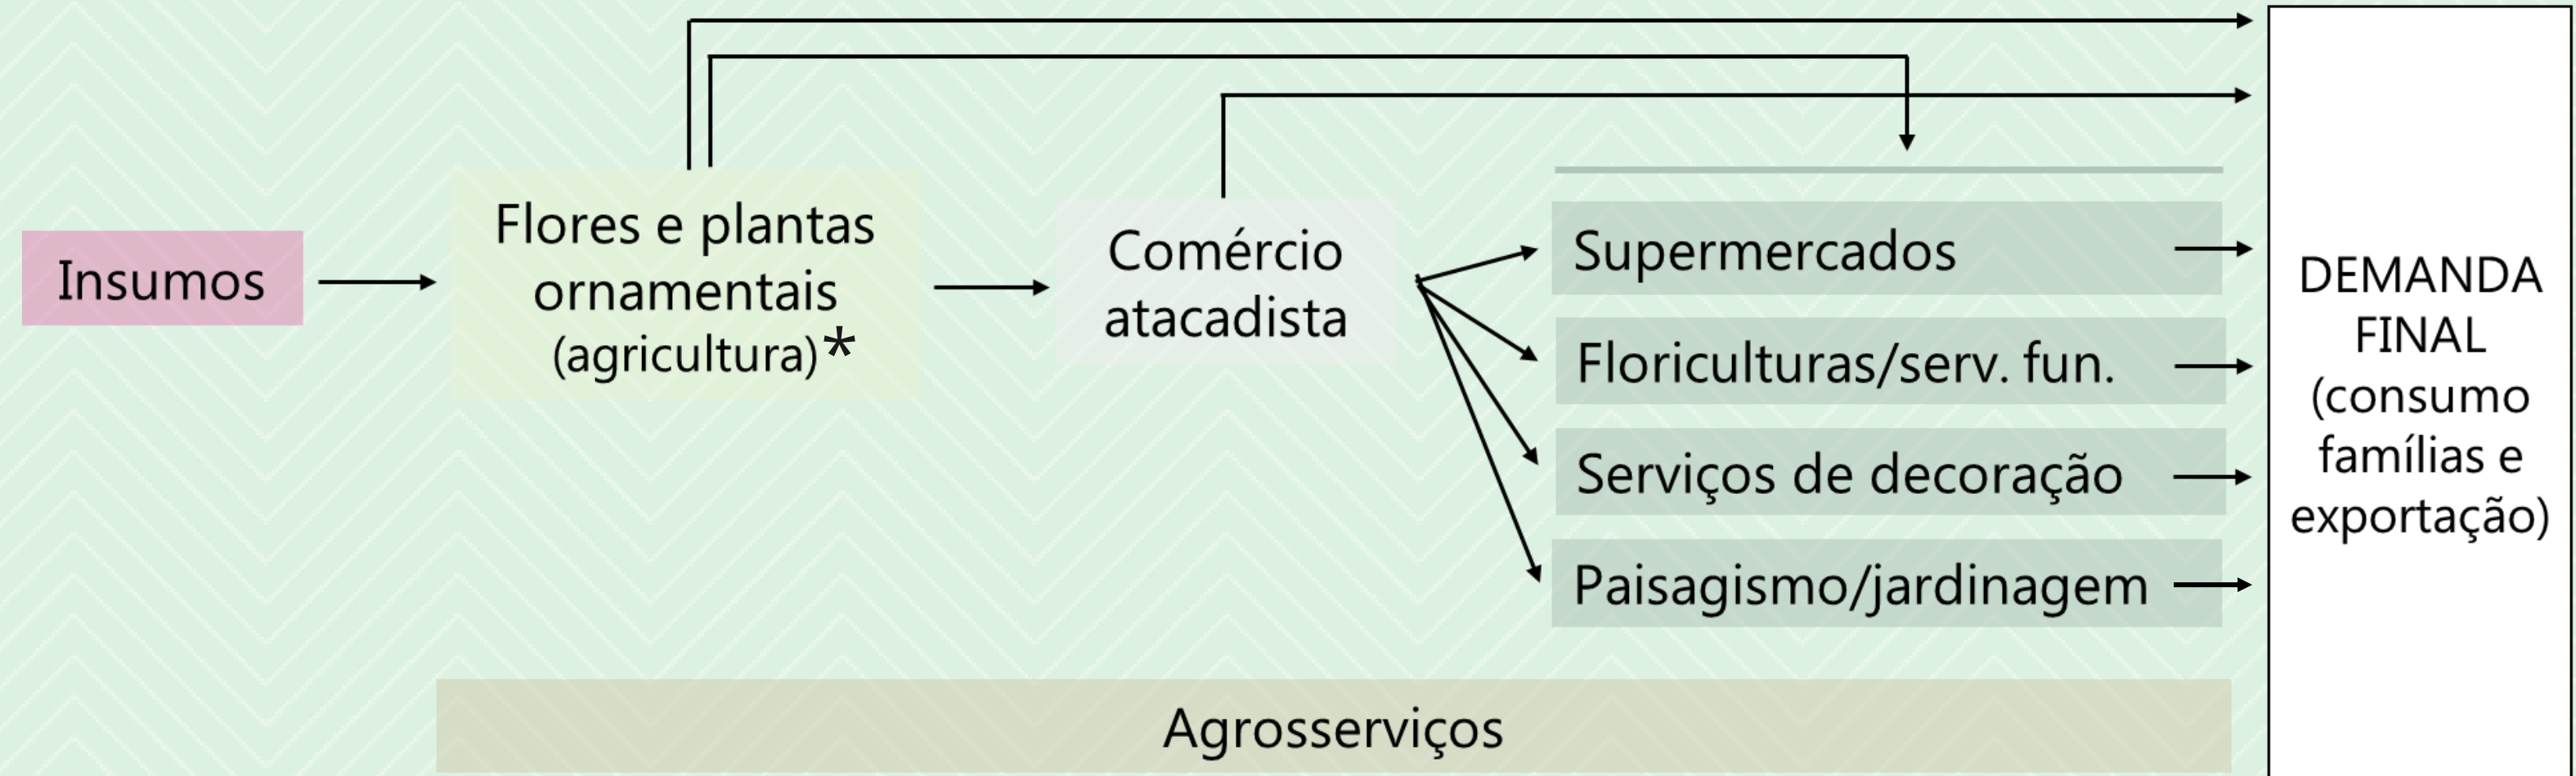 Insumos
Flores e plantas
ornamentais
(agricultura)*
Comércio
atacadista
Supermercados
Floriculturas/serv. fun.
Serviços de decoração
Paisagismo/jardinagem
DEMANDA
FINAL
(consumo
famílias e
exportação)
Agrosserviços